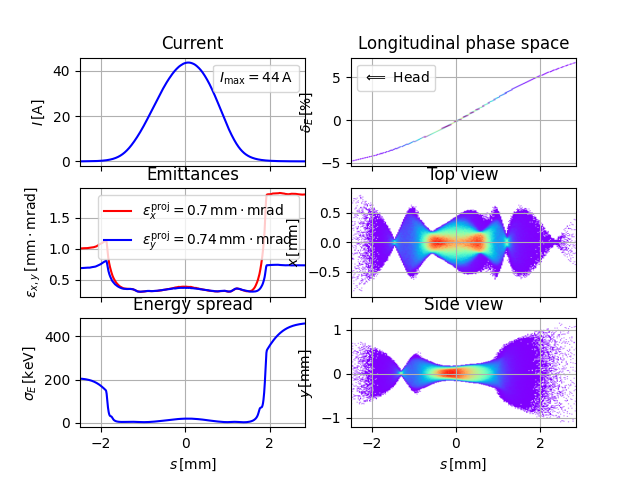 Current
I [A]
40
20
0
I_max = 44 A
Longitudinal phase space
δ_E [%]
5
0
−5
⟸ Head
Emittances
ε_x,y [mm · mrad]
1.5
1.0
0.5
ε_x^proj = 0.7 mm · mrad
ε_y^proj = 0.74 mm · mrad
Top view
x [mm]
0.5
0.0
−0.5
Energy spread
σ_E [keV]
400
200
0
−2 0 2
s [mm]
Side view
y [mm]
1
0
−1
−2 0 2
s [mm]